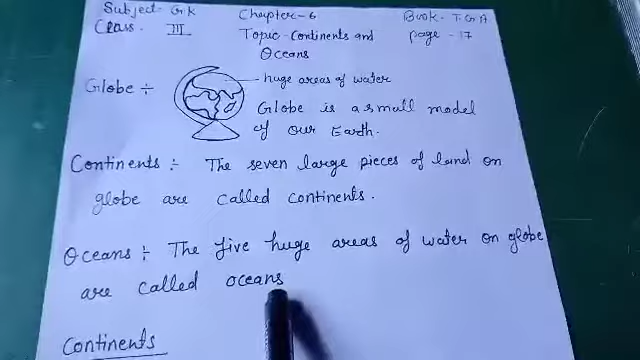 Subject- G.K Chapter-6 Book- T.G.A
Class- III Topic-Continents and page-17
Oceans
Globe ÷ huge areas of water
Globe is a small model
of our Earth.
Continents ÷ The seven large pieces of land on
globe are called continents.
Oceans ÷ The five huge areas of water on globe
are called oceans
Continents